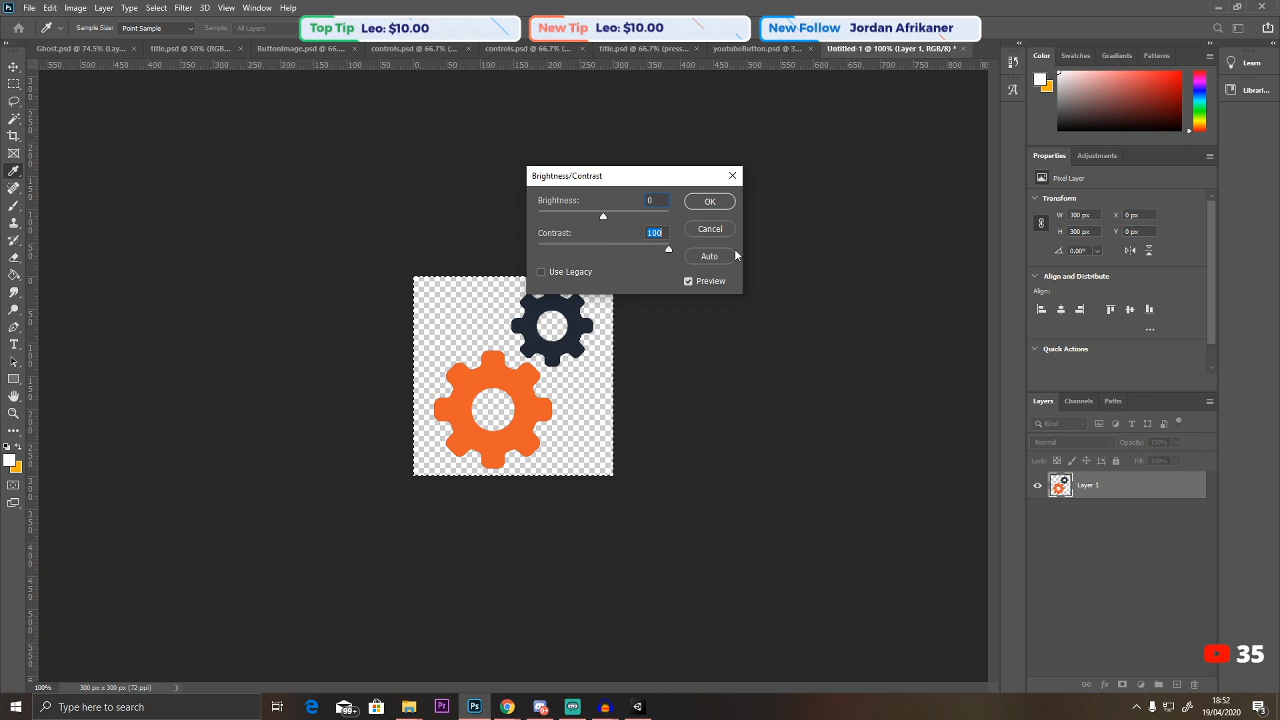 File Edit Image Layer Type Select Filter 3D View Window Help
Top Tip Leo: $10.00
New Tip Leo: $10.00
New Follow Jordan Afrikaner
Sample Size: Point Sample Sample: All Layers
Ghost.psd @ 74.5% (L...
title.psd @ 50% (RGB...
ButtonImage @ 66....
controls.psd @ 66.7% (...
controls.psd @ 66.7% (...
title.psd @ 66.7% (pres...
youtubeButton.psd @ 3...
Untitled-1 @ 100% (Layer 1, RGB/8) *
Color Swatches Gradients Patterns
Learn
Librari...
Brightness/Contrast
Brightness: 0
OK
Cancel
Contrast: 100
Auto
Use Legacy
Preview
Properties Adjustments
Pixel Layer
Transform
W 300 px X 0 px
H 300 px Y 0 px
0.00°
Align and Distribute
Align:
Quick Actions
Layers Channels Paths
Kind
Normal Opacity: 100%
Lock: Fill: 100%
Layer 1
35
100% 300 px x 300 px (72 ppi)
Type here to search
18:52
19/04/2020